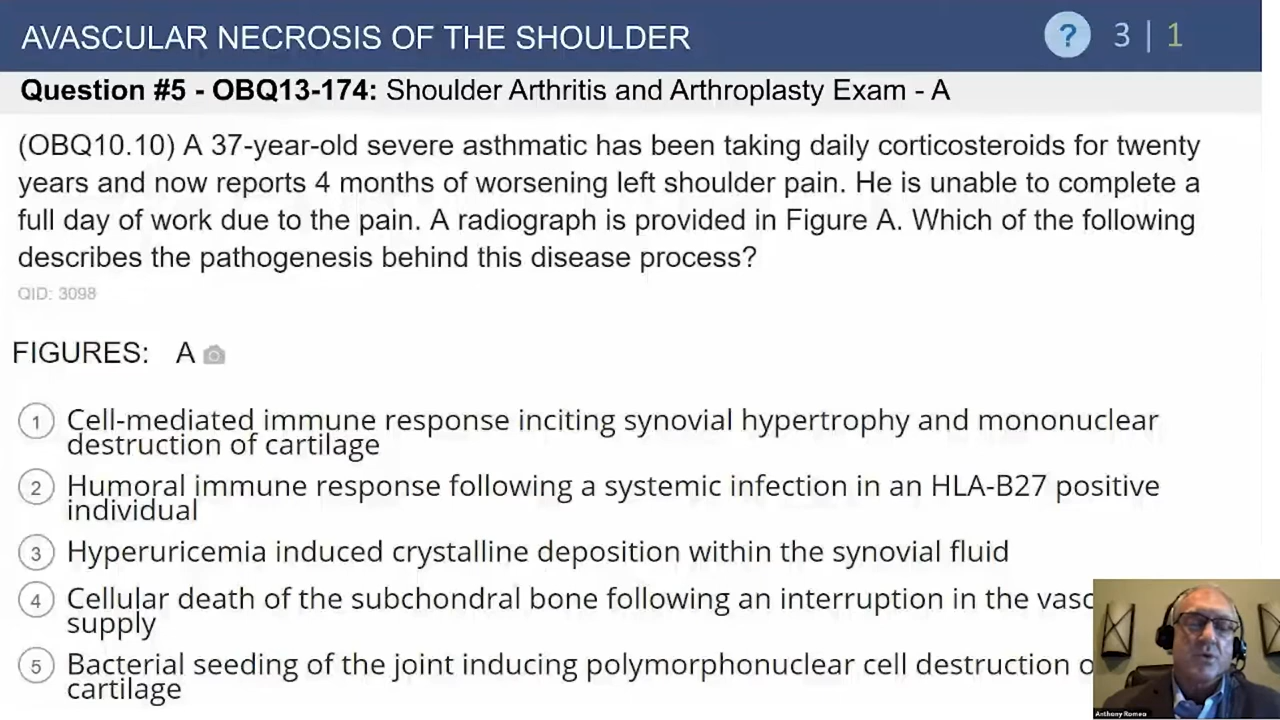 AVASCULAR NECROSIS OF THE SHOULDER
? 3 | 1
Question #5 - OBQ13-174: Shoulder Arthritis and Arthroplasty Exam - A
(OBQ10.10) A 37-year-old severe asthmatic has been taking daily corticosteroids for twenty
years and now reports 4 months of worsening left shoulder pain. He is unable to complete a
full day of work due to the pain. A radiograph is provided in Figure A. Which of the following
describes the pathogenesis behind this disease process?
QID: 3098
FIGURES: A
1 Cell-mediated immune response inciting synovial hypertrophy and mononuclear
destruction of cartilage
2 Humoral immune response following a systemic infection in an HLA-B27 positive
individual
3 Hyperuricemia induced crystalline deposition within the synovial fluid
4 Cellular death of the subchondral bone following an interruption in the
supply
5 Bacterial seeding of the joint inducing polymorphonuclear cell destruction
cartilage
Anthony Romeo